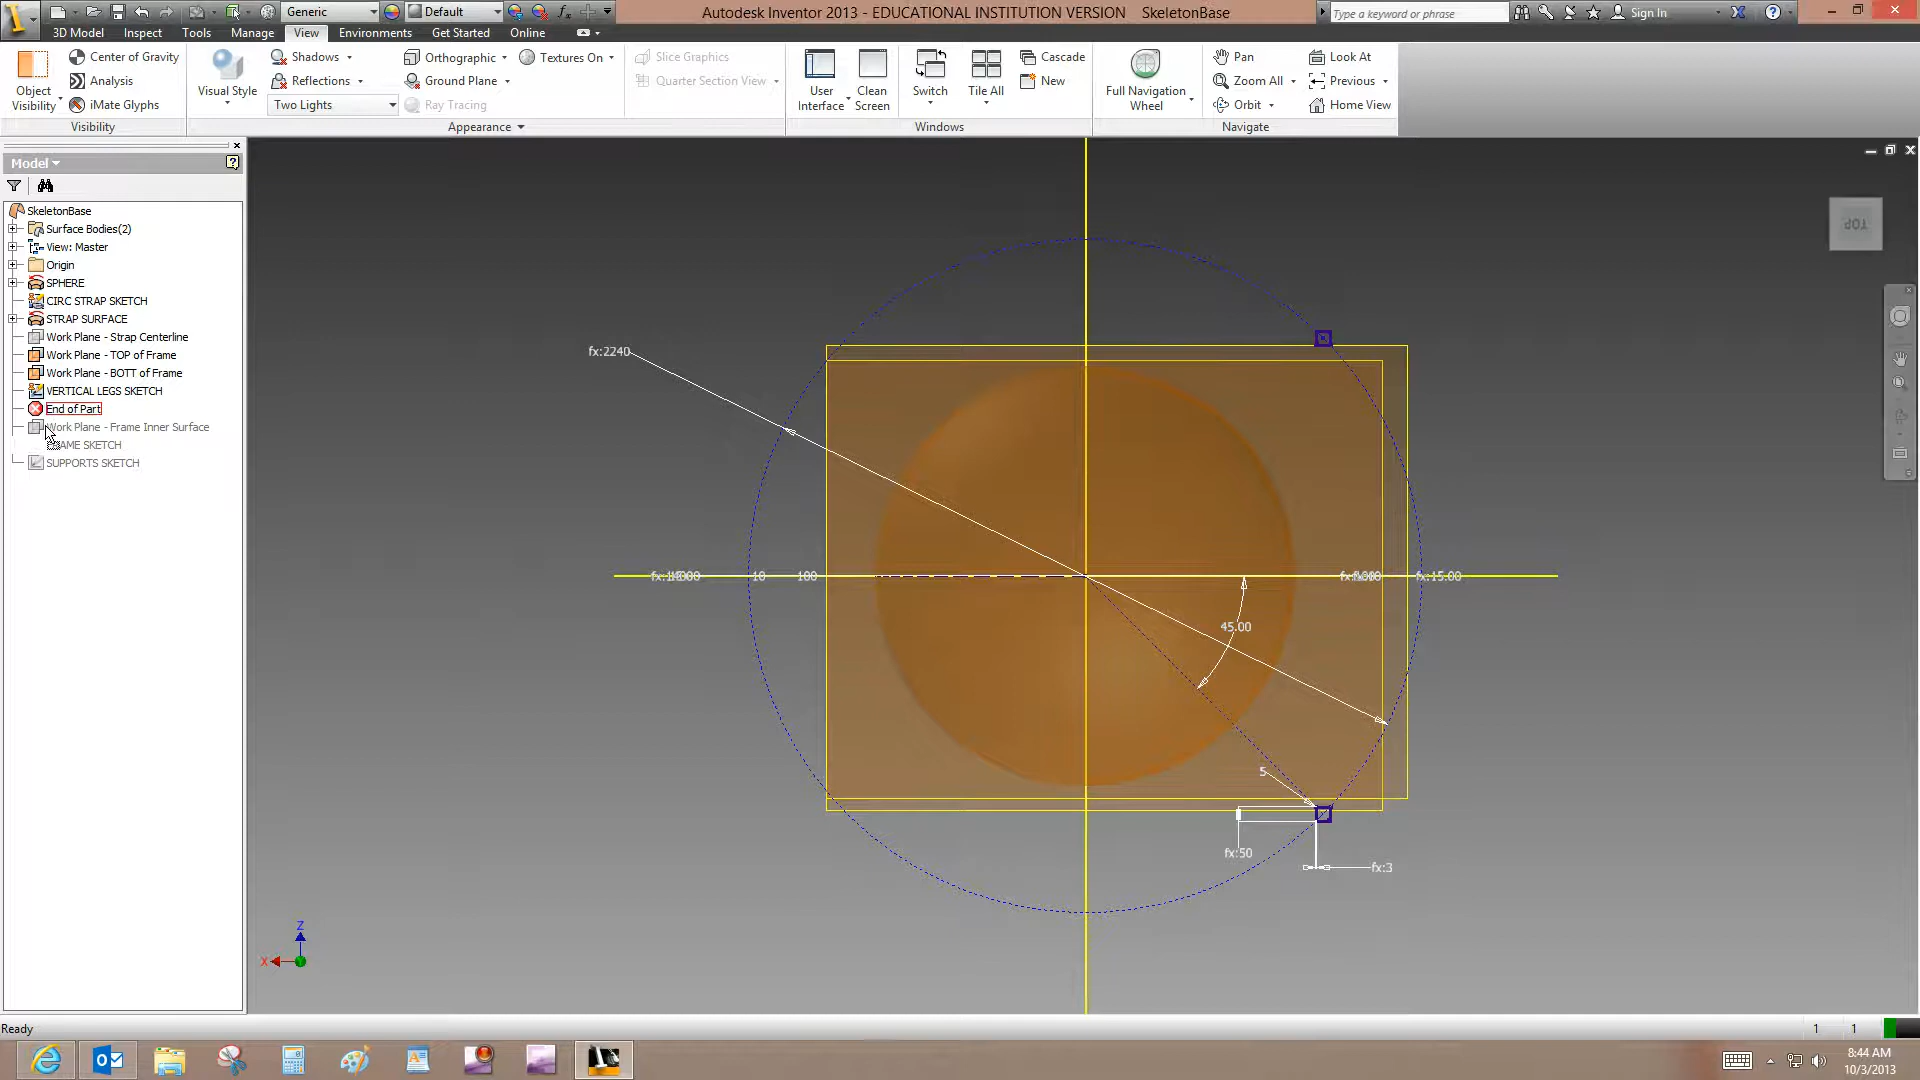 Generic
Default
Autodesk Inventor 2013 - EDUCATIONAL INSTITUTION VERSION SkeletonBase
Type a keyword or phrase
Sign In
3D Model Inspect Tools Manage View Environments Get Started Online
Object Visibility
Center of Gravity
Analysis
iMate Glyphs
Visibility
Visual Style
Shadows
Reflections
Two Lights
Orthographic
Ground Plane
Ray Tracing
Textures On
Appearance
Slice Graphics
Quarter Section View
User Interface
Clean Screen
Switch
Tile All
Cascade
New
Windows
Full Navigation Wheel
Pan
Zoom All
Orbit
Look At
Previous
Home View
Navigate
Model
SkeletonBase
Surface Bodies(2)
View: Master
Origin
SPHERE
CIRC STRAP SKETCH
STRAP SURFACE
Work Plane - Strap Centerline
Work Plane - TOP of Frame
Work Plane - BOTT of Frame
VERTICAL LEGS SKETCH
End of Part
Work Plane - Frame Inner Surface
FRAME SKETCH
SUPPORTS SKETCH
TOP
fx:2240
10
100
fx:15.00
45.00
5
fx:50
fx:3
Z
X
Ready
1 1
8:44 AM
10/3/2013